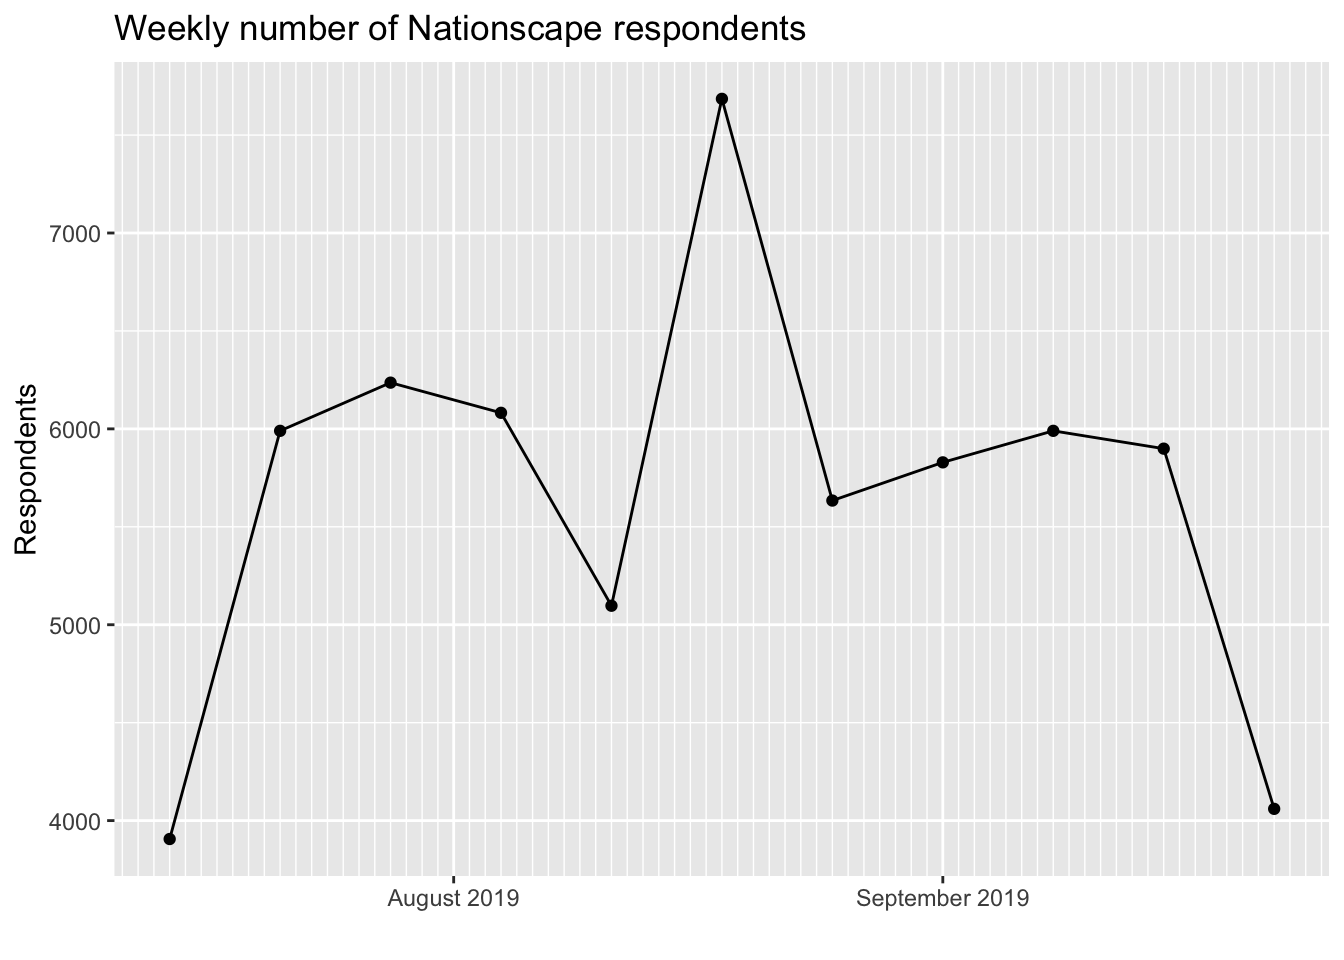 Weekly number of Nationscape respondents
Respondents
7000
6000
5000
4000
August 2019
September 2019